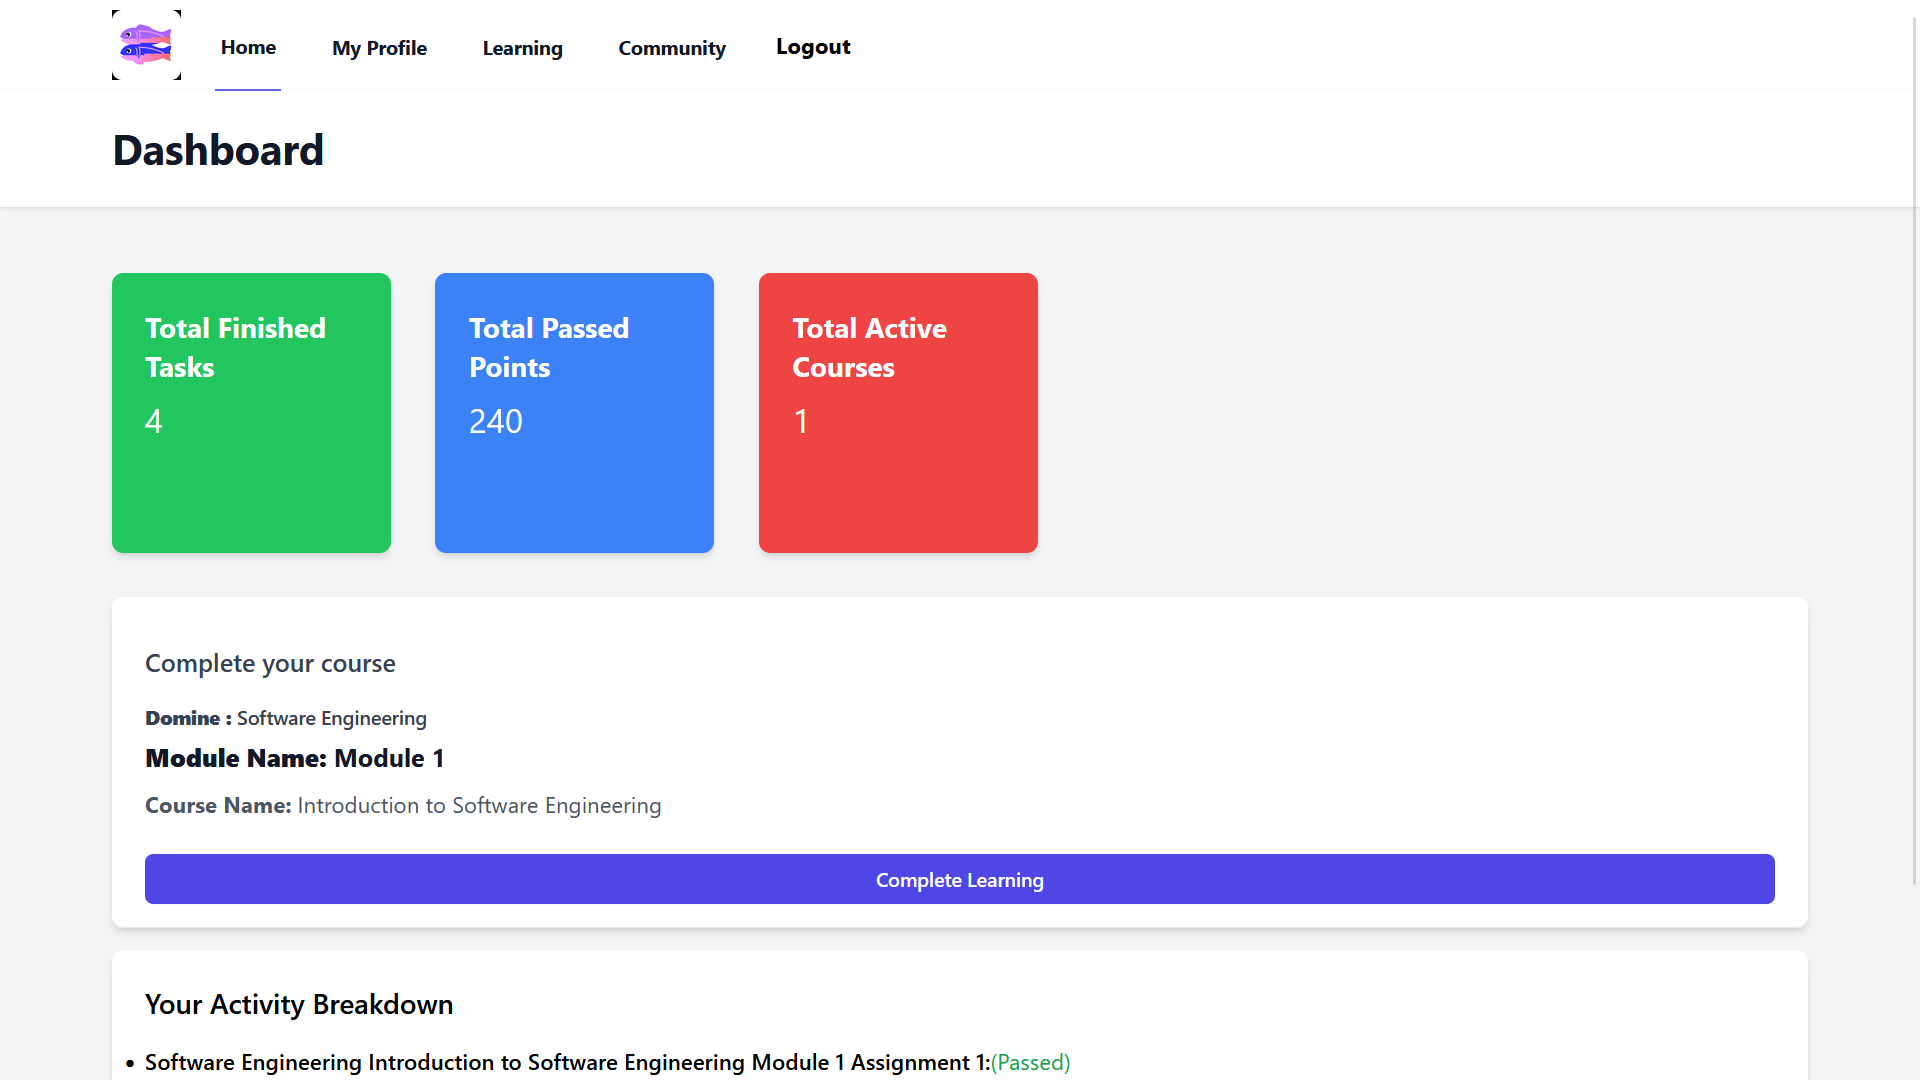 Home My Profile Learning Community Logout
Dashboard
Total Finished
Tasks
4
Total Passed
Points
240
Total Active
Courses
1
Complete your course
Domine : Software Engineering
Module Name: Module 1
Course Name: Introduction to Software Engineering
Complete Learning
Your Activity Breakdown
• Software Engineering Introduction to Software Engineering Module 1 Assignment 1:(Passed)